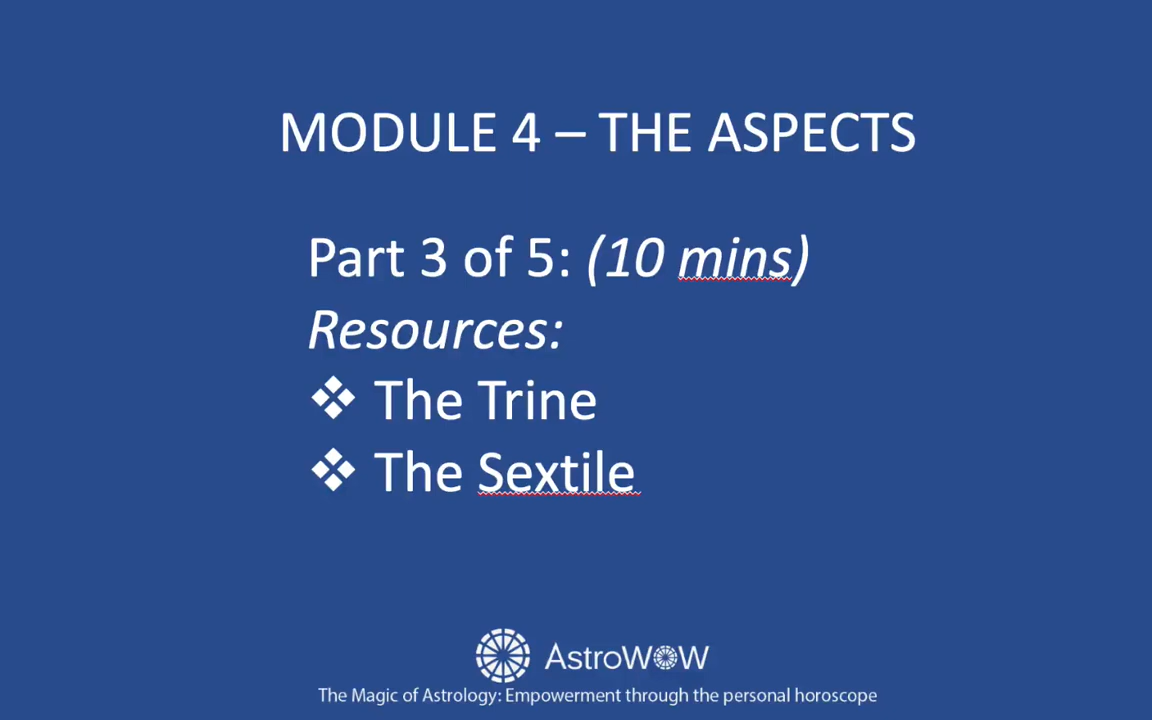 MODULE 4 – THE ASPECTS
Part 3 of 5: (10 mins)
Resources:
❖ The Trine
❖ The Sextile
AstroWOW
The Magic of Astrology: Empowerment through the personal horoscope